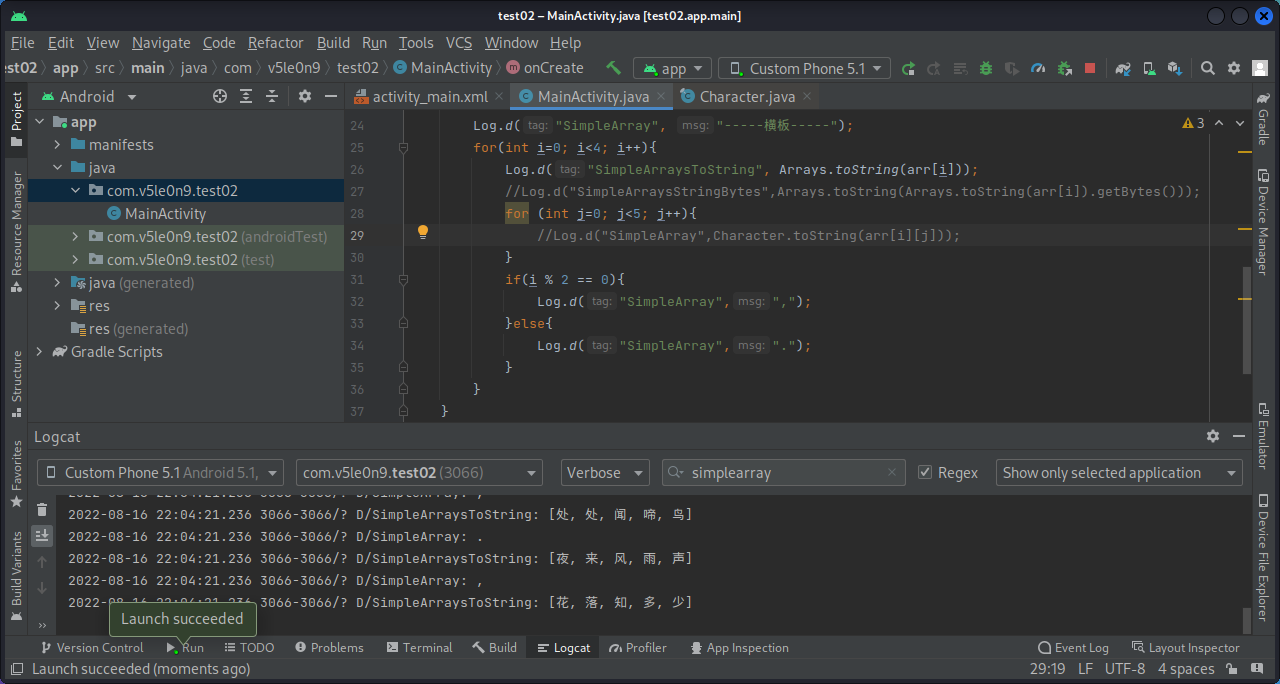 test02 – MainActivity.java [test02.app.main]
File Edit View Navigate Code Refactor Build Run Tools VCS Window Help
est02 〉 app 〉 src 〉 main 〉 java 〉 com 〉 v5le0n9 〉 test02 〉 MainActivity 〉 onCreate app Custom Phone 5.1
Project
Resource Manager
Structure
Favorites
Build Variants
Android
app
manifests
java
com.v5le0n9.test02
MainActivity
com.v5le0n9.test02 (androidTest)
com.v5le0n9.test02 (test)
java (generated)
res
res (generated)
Gradle Scripts
activity_main.xml MainActivity.java Character.java
3
24 Log.d( tag: "SimpleArray", msg: "-----横板-----");
25 for(int i=0; i<4; i++){
26 Log.d( tag: "SimpleArraysToString", Arrays.toString(arr[i]));
27 //Log.d("SimpleArraysStringBytes",Arrays.toString(Arrays.toString(arr[i]).getBytes()));
28 for (int j=0; j<5; j++){
29 //Log.d("SimpleArray",Character.toString(arr[i][j]));
30 }
31 if(i % 2 == 0){
32 Log.d( tag: "SimpleArray", msg: ",");
33 }else{
34 Log.d( tag: "SimpleArray", msg: ".");
35 }
36 }
37 }
Gradle
Device Manager
Emulator
Device File Explorer
Logcat
Custom Phone 5.1 Android 5.1, com.v5le0n9.test02 (3066) Verbose simplearray Regex Show only selected application
2022-08-16 22:04:21.236 3066-3066/? D/SimpleArray: ,
2022-08-16 22:04:21.236 3066-3066/? D/SimpleArraysToString: [处, 处, 闻, 啼, 鸟]
2022-08-16 22:04:21.236 3066-3066/? D/SimpleArray: .
2022-08-16 22:04:21.236 3066-3066/? D/SimpleArraysToString: [夜, 来, 风, 雨, 声]
2022-08-16 22:04:21.236 3066-3066/? D/SimpleArray: ,
2022-08-16 22:04:21.236 3066-3066/? D/SimpleArraysToString: [花, 落, 知, 多, 少]
Launch succeeded
Version Control Run TODO Problems Terminal Build Logcat Profiler App Inspection Event Log Layout Inspector
Launch succeeded (moments ago) 29:19 LF UTF-8 4 spaces